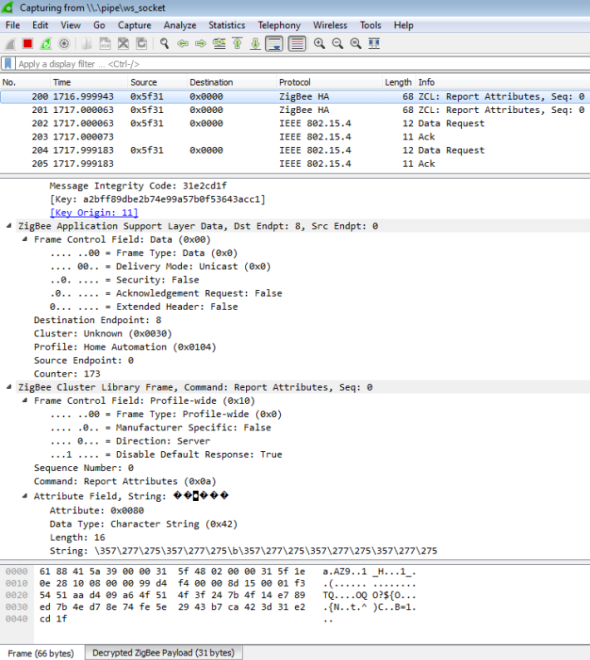 Capturing from \\.\pipe\ws_socket
File Edit View Go Capture Analyze Statistics Telephony Wireless Tools Help
Apply a display filter ... <Ctrl-/>
No. Time Source Destination Protocol Length Info
200 1716.999943 0x5f31 0x0000 ZigBee HA 68 ZCL: Report Attributes, Seq: 0
201 1717.000063 0x5f31 0x0000 ZigBee HA 68 ZCL: Report Attributes, Seq: 0
202 1717.000063 0x5f31 0x0000 IEEE 802.15.4 12 Data Request
203 1717.000073 IEEE 802.15.4 11 Ack
204 1717.999183 0x5f31 0x0000 IEEE 802.15.4 12 Data Request
205 1717.999183 IEEE 802.15.4 11 Ack
Message Integrity Code: 31e2cd1f
[Key: a2bff89dbe2b74e99a57b0f53643acc1]
[Key Origin: 11]
ZigBee Application Support Layer Data, Dst Endpt: 8, Src Endpt: 0
Frame Control Field: Data (0x00)
.... ..00 = Frame Type: Data (0x0)
.... 00.. = Delivery Mode: Unicast (0x0)
..0. .... = Security: False
.0.. .... = Acknowledgement Request: False
0... .... = Extended Header: False
Destination Endpoint: 8
Cluster: Unknown (0x0030)
Profile: Home Automation (0x0104)
Source Endpoint: 0
Counter: 173
ZigBee Cluster Library Frame, Command: Report Attributes, Seq: 0
Frame Control Field: Profile-wide (0x10)
.... ..00 = Frame Type: Profile-wide (0x0)
.... .0.. = Manufacturer Specific: False
.... 0... = Direction: Server
...1 .... = Disable Default Response: True
Sequence Number: 0
Command: Report Attributes (0x0a)
Attribute Field, String: ��◘���
Attribute: 0x0080
Data Type: Character String (0x42)
Length: 16
String: \357\277\275\357\277\275\b\357\277\275\357\277\275\357\277\275
0000 61 88 41 5a 39 00 00 31 5f 48 02 00 00 31 5f 1e a.AZ9..1 _H...1_.
0010 0e 28 10 08 00 00 99 d4 f4 00 00 8d 15 00 01 f3 .(...... ........
0020 54 51 aa d4 09 a6 4f 51 4f 3f 24 7b 4f 14 e7 89 TQ....OQ O?${O...
0030 ed 7b 4e d7 8e 74 fe 5e 29 43 b7 ca 42 3d 31 e2 .{N..t.^ )C..B=1.
0040 cd 1f ..
Frame (66 bytes) Decrypted ZigBee Payload (31 bytes)